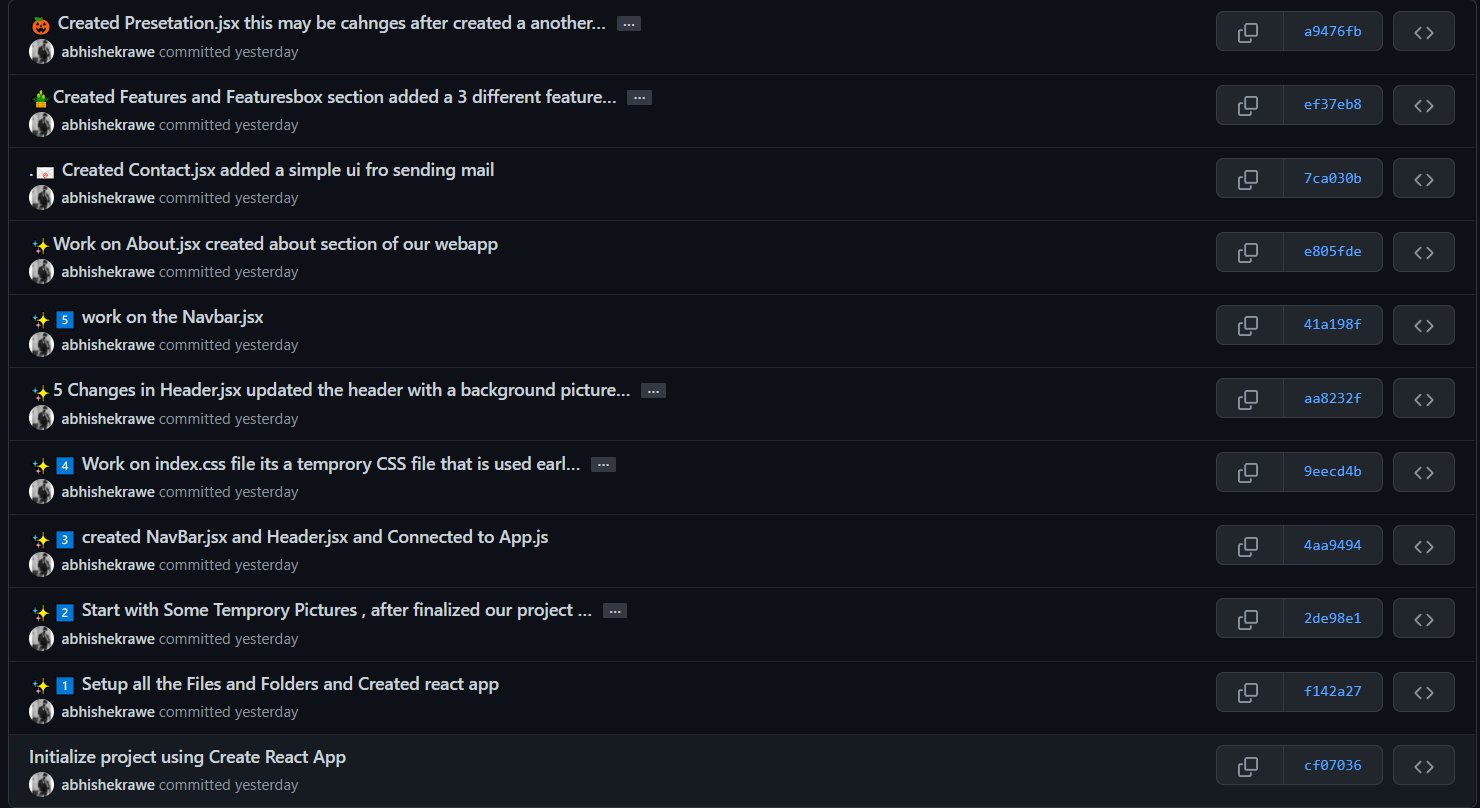 🎃 Created Presetation.jsx this may be cahnges after created a another... …
abhishekrawe committed yesterday
a9476fb
Created Features and Featuresbox section added a 3 different feature... …
abhishekrawe committed yesterday
ef37eb8
. Created Contact.jsx added a simple ui fro sending mail
abhishekrawe committed yesterday
7ca030b
✨Work on About.jsx created about section of our webapp
abhishekrawe committed yesterday
e805fde
✨ 5️⃣ work on the Navbar.jsx
abhishekrawe committed yesterday
41a198f
✨5 Changes in Header.jsx updated the header with a background picture... …
abhishekrawe committed yesterday
aa8232f
✨ 4️⃣ Work on index.css file its a temprory CSS file that is used earl... …
abhishekrawe committed yesterday
9eecd4b
✨ 3️⃣ created NavBar.jsx and Header.jsx and Connected to App.js
abhishekrawe committed yesterday
4aa9494
✨ 2️⃣ Start with Some Temprory Pictures , after finalized our project ... …
abhishekrawe committed yesterday
2de98e1
✨ 1️⃣ Setup all the Files and Folders and Created react app
abhishekrawe committed yesterday
f142a27
Initialize project using Create React App
abhishekrawe committed yesterday
cf07036